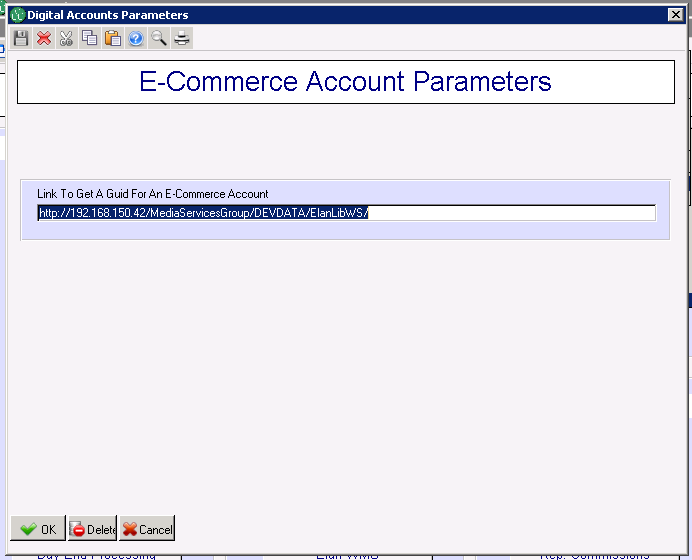 Digital Accounts Parameters
E-Commerce Account Parameters
Link To Get A Guid For An E-Commerce Account
http://192.168.150.42/MediaServicesGroup/DEVDATA/ElanLibWS/
OK Delete Cancel
Day End Processing Elan WMS Rep. Commissions